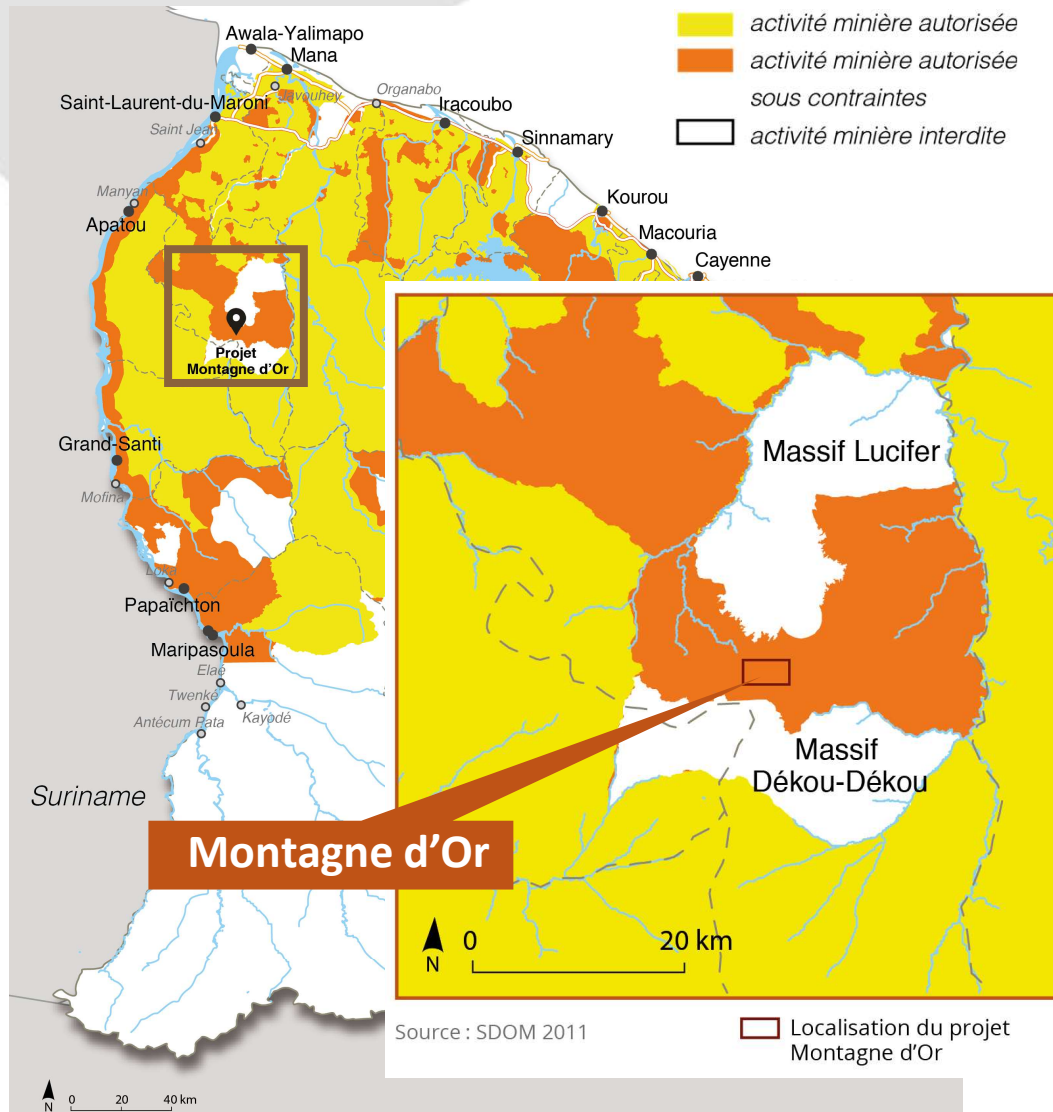 activité minière autorisée
activité minière autorisée
sous contraintes
activité minière interdite
Awala-Yalimapo
Mana
Javouhey
Organabo
Saint-Laurent-du-Maroni
Iracoubo
Saint Jean
Sinnamary
Manyan
Apatou
Kourou
Macouria
Cayenne
Projet
Montagne d'Or
Grand-Santi
Mofina
Loka
Papaïchton
Maripasoula
Elaé
Twenké
Kayodé
Antécum Pata
Suriname
Massif Lucifer
Massif
Dékou-Dékou
Montagne d'Or
N
0 20 km
Source : SDOM 2011
Localisation du projet
Montagne d'Or
N
0 20 40 km